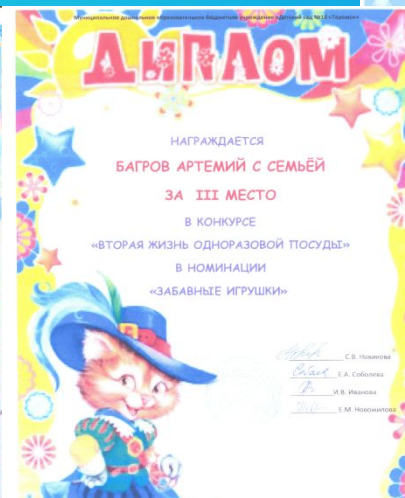 Муниципальное дошкольное образовательное бюджетное учреждение «Детский сад №12 «Теремок»
ДИПЛОМ
НАГРАЖДАЕТСЯ
БАГРОВ АРТЕМИЙ С СЕМЬЁЙ
ЗА III МЕСТО
В КОНКУРСЕ
«ВТОРАЯ ЖИЗНЬ ОДНОРАЗОВОЙ ПОСУДЫ»
В НОМИНАЦИИ
«ЗАБАВНЫЕ ИГРУШКИ»
С.В. Новикова
Е.А. Соболева
И.В. Иванова
Е.М. Новожилова